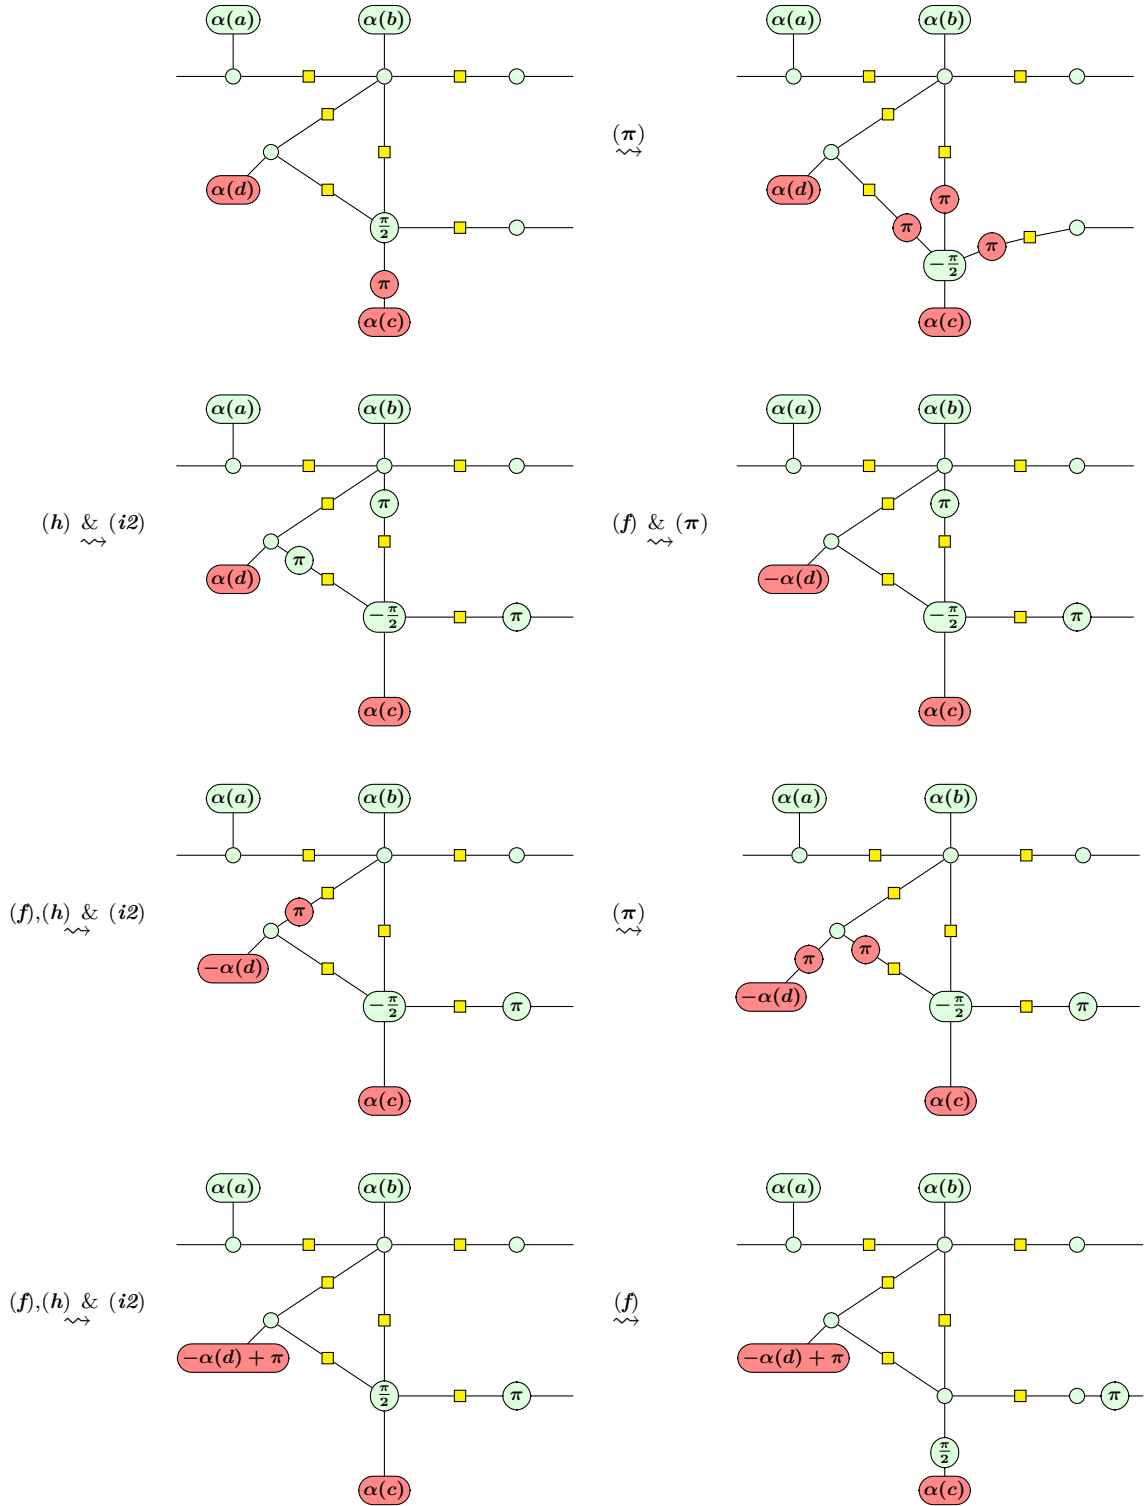 α(a) α(b) α(a) α(b)
(π)
⇝
α(d) α(d)
π
π/2 π π
−π/2
π
α(c) α(c)
α(a) α(b) α(a) α(b)
π π
(h) & (i2) (f) & (π)
⇝ ⇝
π
α(d) −α(d)
−π/2 π −π/2 π
α(c) α(c)
α(a) α(b) α(a) α(b)
(f),(h) & (i2) π (π)
⇝ ⇝
π π
−α(d) −α(d)
−π/2 π −π/2 π
α(c) α(c)
α(a) α(b) α(a) α(b)
(f),(h) & (i2) (f)
⇝ ⇝
−α(d) + π −α(d) + π
π/2 π π
π/2
α(c) α(c)